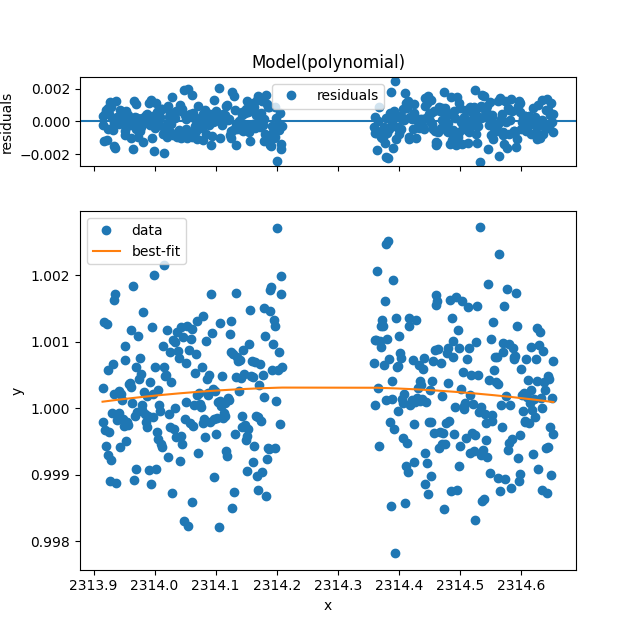 Model(polynomial)
residuals
0.002
0.000
−0.002
residuals
data
best-fit
y
1.002
1.001
1.000
0.999
0.998
2313.9 2314.0 2314.1 2314.2 2314.3 2314.4 2314.5 2314.6
x